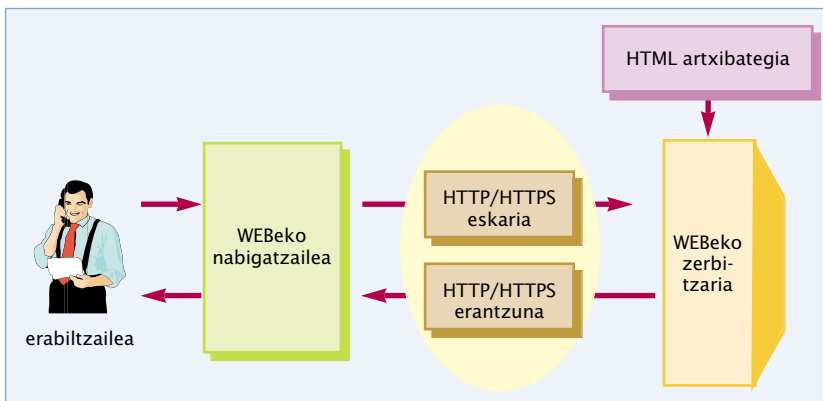 HTML artxibategia
HTTP/HTTPS
eskaria
WEBeko
nabigatzailea
WEBeko
zerbi-
tzaria
HTTP/HTTPS
erantzuna
erabiltzailea